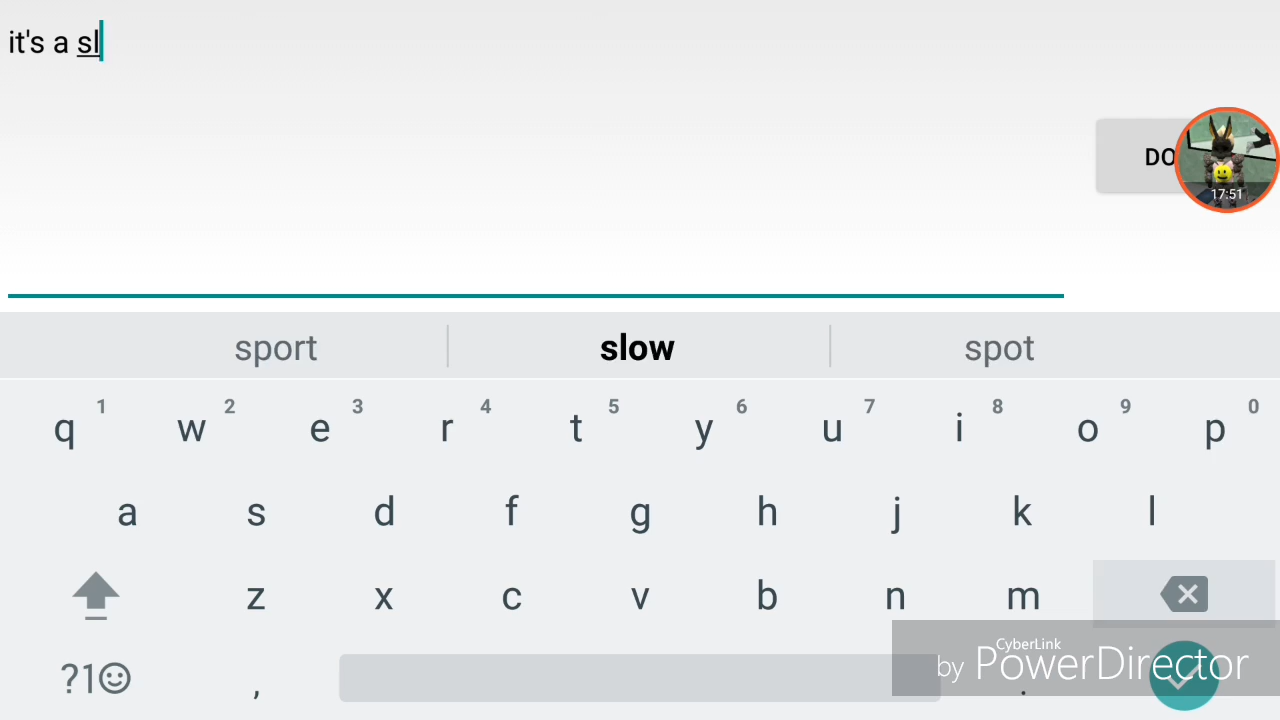 it's a sl
DO
17:51
sport slow spot
q 1 w 2 e 3 r 4 t 5 y 6 u 7 i 8 o 9 p 0
a s d f g h j k l
z x c v b n m
?1☺ , .
CyberLink
by PowerDirector